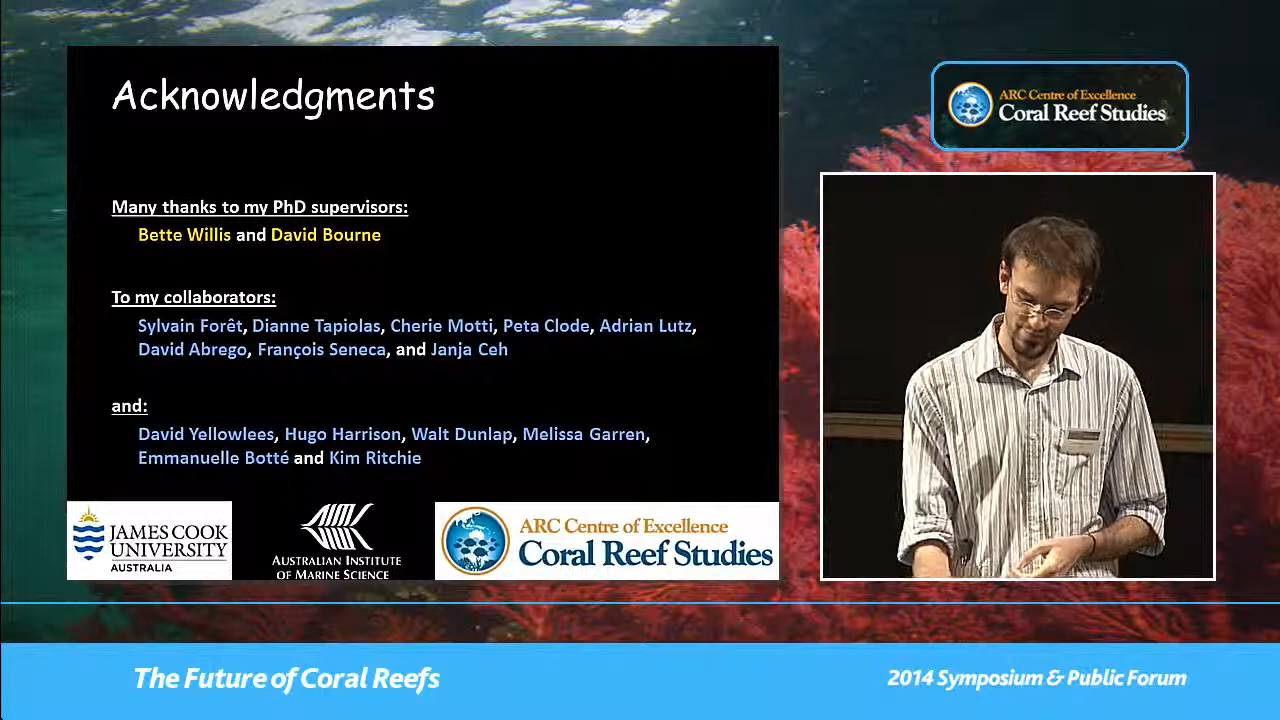 Acknowledgments
Many thanks to my PhD supervisors:
Bette Willis and David Bourne
To my collaborators:
Sylvain Forêt, Dianne Tapiolas, Cherie Motti, Peta Clode, Adrian Lutz,
David Abrego, François Seneca, and Janja Ceh
and:
David Yellowlees, Hugo Harrison, Walt Dunlap, Melissa Garren,
Emmanuelle Botté and Kim Ritchie
JAMES COOK
UNIVERSITY
AUSTRALIA
AUSTRALIAN INSTITUTE
OF MARINE SCIENCE
ARC Centre of Excellence
Coral Reef Studies
ARC Centre of Excellence
Coral Reef Studies
The Future of Coral Reefs
2014 Symposium & Public Forum